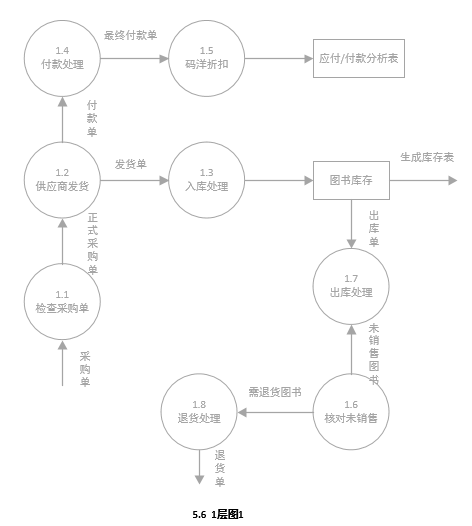 1.4
付款处理
最终付款单
1.5
码洋折扣
应付/付款分析表
付款单
1.2
供应商发货
发货单
1.3
入库处理
图书库存
生成库存表
正式采购单
出库单
1.1
检查采购单
1.7
出库处理
采购单
未销售图书
1.8
退货处理
需退货图书
1.6
核对未销售
退货单
5.6 1层图1